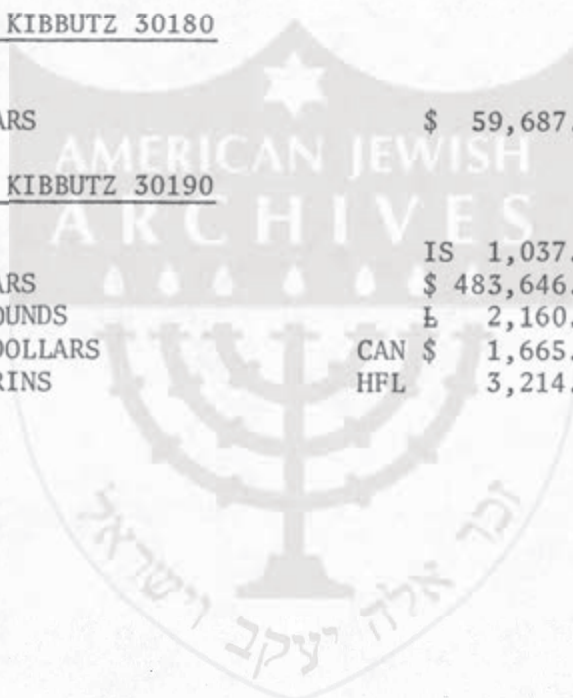 KIBBUTZ 30180
ARS $ 59,687.
AMERICAN JEWISH
KIBBUTZ 30190
ARCHIVES
IS 1,037.
ARS $ 483,646.
OUNDS Ł 2,160.
DOLLARS CAN $ 1,665.
RINS HFL 3,214.
זכר אלה יעקב וישראל